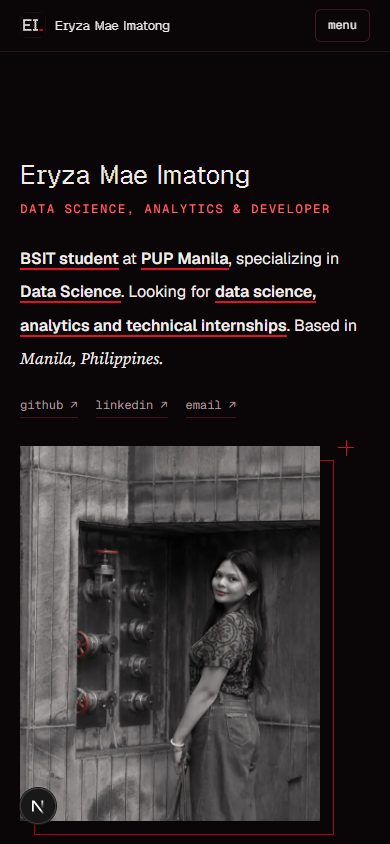 EI. Eryza Mae Imatong menu
Eryza Mae Imatong
DATA SCIENCE, ANALYTICS & DEVELOPER
BSIT student at PUP Manila, specializing in
Data Science. Looking for data science,
analytics and technical internships. Based in
Manila, Philippines.
github ↗ linkedin ↗ email ↗
N